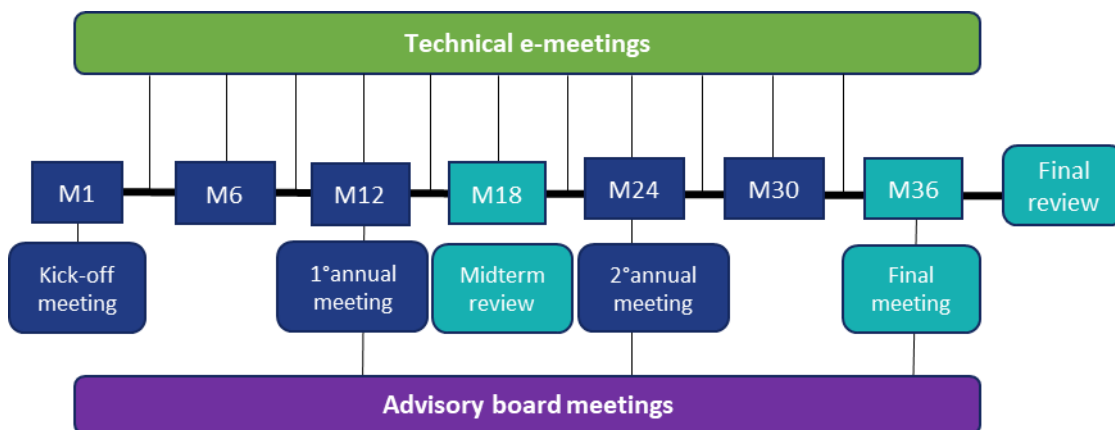 Technical e-meetings
M1
M6
M12
M18
M24
M30
M36
Final
review
Kick-off
meeting
1°annual
meeting
Midterm
review
2°annual
meeting
Final
meeting
Advisory board meetings